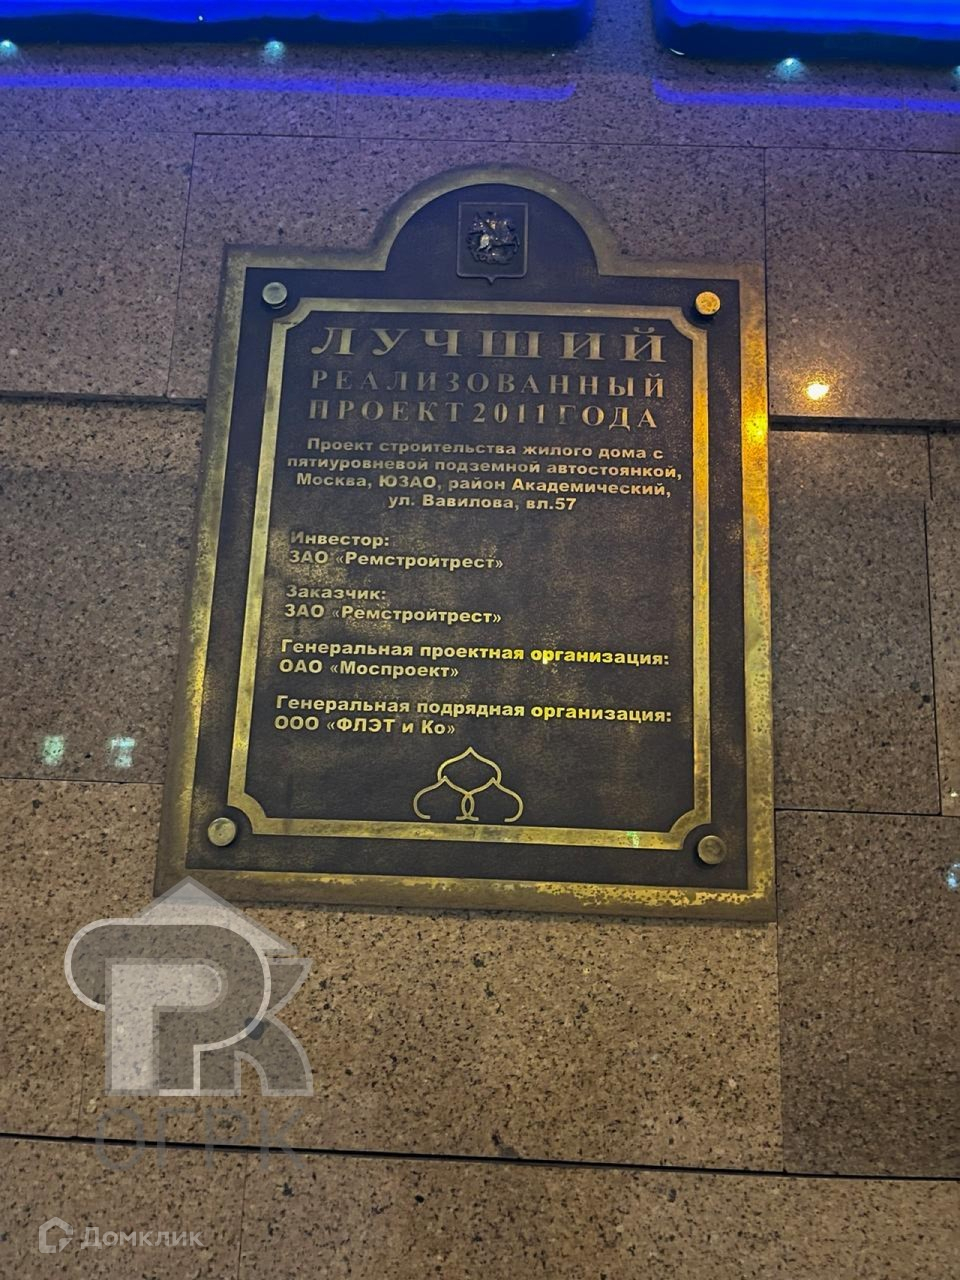 ЛУЧШИЙ
РЕАЛИЗОВАННЫЙ
ПРОЕКТ 2011 ГОДА
Проект строительства жилого дома с
пятиуровневой подземной автостоянкой,
Москва, ЮЗАО, район Академический,
ул. Вавилова, вл.57
Инвестор:
ЗАО «Ремстройтрест»
Заказчик:
ЗАО «Ремстройтрест»
Генеральная проектная организация:
ОАО «Моспроект»
Генеральная подрядная организация:
ООО «ФЛЭТ и Ко»
ОГРК
Домклик